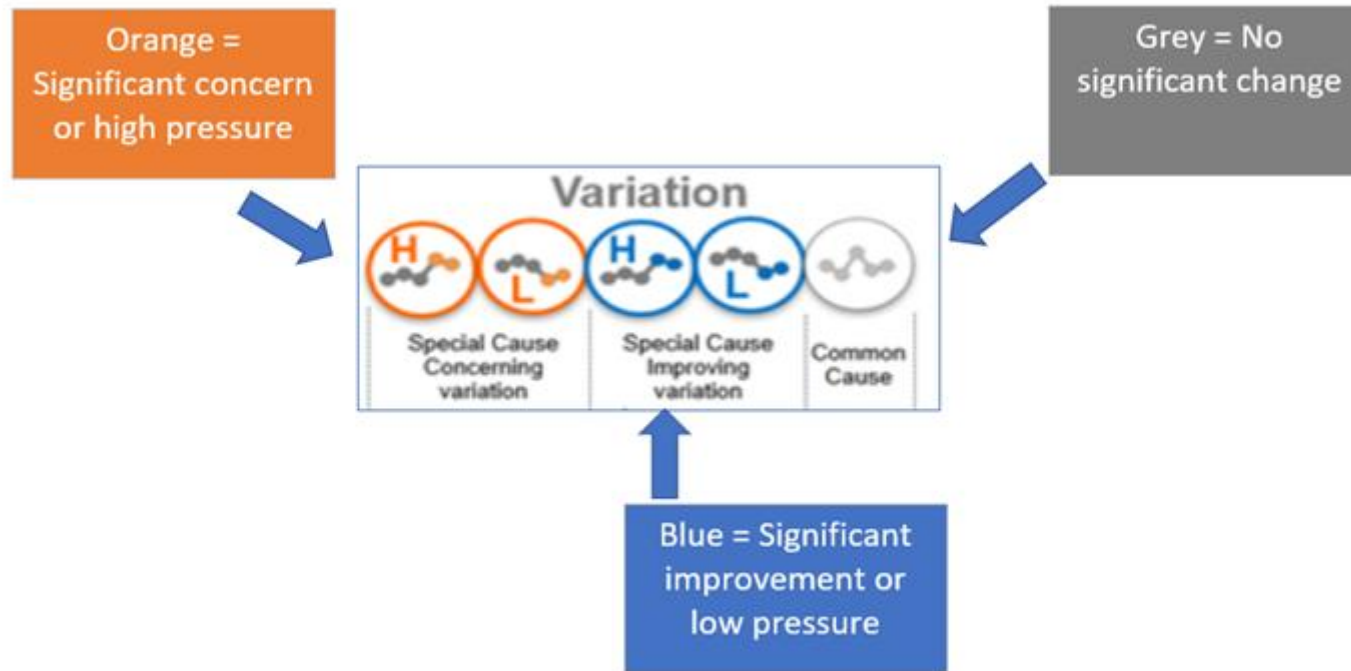 Orange =
Significant concern
or high pressure
Grey = No
significant change
Variation
H
L
H
L
Special Cause
Concerning
variation
Special Cause
Improving
variation
Common
Cause
Blue = Significant
improvement or
low pressure